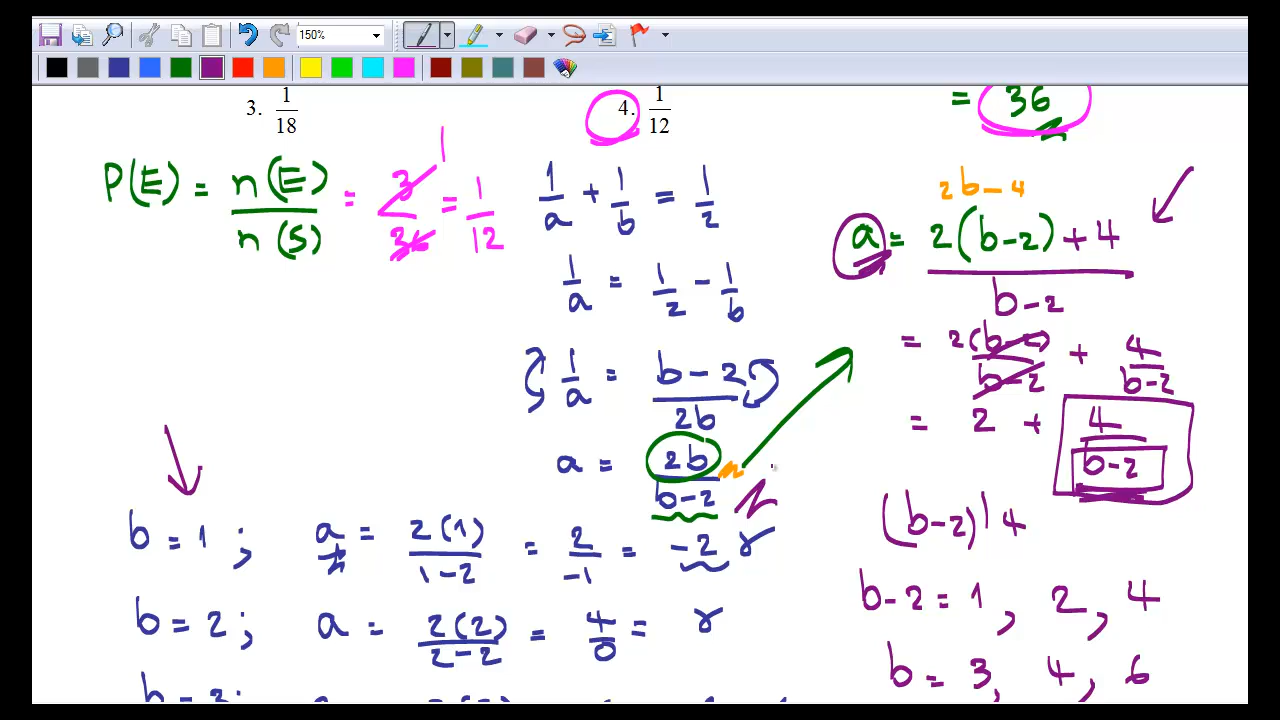 150%
3. 1/18
4. 1/12
= 36
P(E) = n(E)/n(S) = 3/36 = 1/12
1
1/a + 1/b = 1/2
1/a = 1/2 - 1/b
1/a = b-2/2b
a = 2b/b-2
2b-4
a = 2(b-2)+4/b-2
= 2(b-2)/b-2 + 4/b-2
= 2 + 4/b-2
(b-2)|4
b-2 = 1, 2, 4
b = 3, 4, 6
b = 1; a = 2(1)/1-2 = 2/-1 = -2
b = 2; a = 2(2)/2-2 = 4/0 =